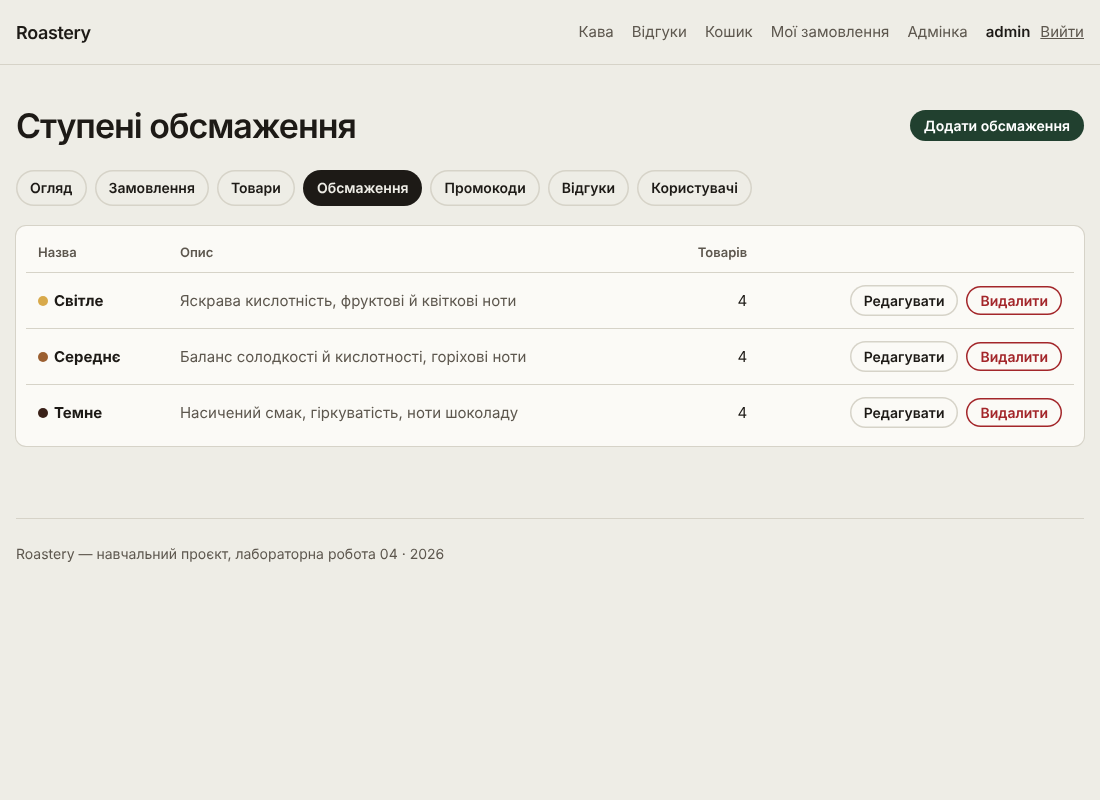 Roastery Кава Відгуки Кошик Мої замовлення Адмінка admin Вийти
Ступені обсмаження Додати обсмаження
Огляд Замовлення Товари Обсмаження Промокоди Відгуки Користувачі
Назва Опис Товарів
Світле Яскрава кислотність, фруктові й квіткові ноти 4 Редагувати Видалити
Середнє Баланс солодкості й кислотності, горіхові ноти 4 Редагувати Видалити
Темне Насичений смак, гіркуватість, ноти шоколаду 4 Редагувати Видалити
Roastery — навчальний проєкт, лабораторна робота 04 · 2026